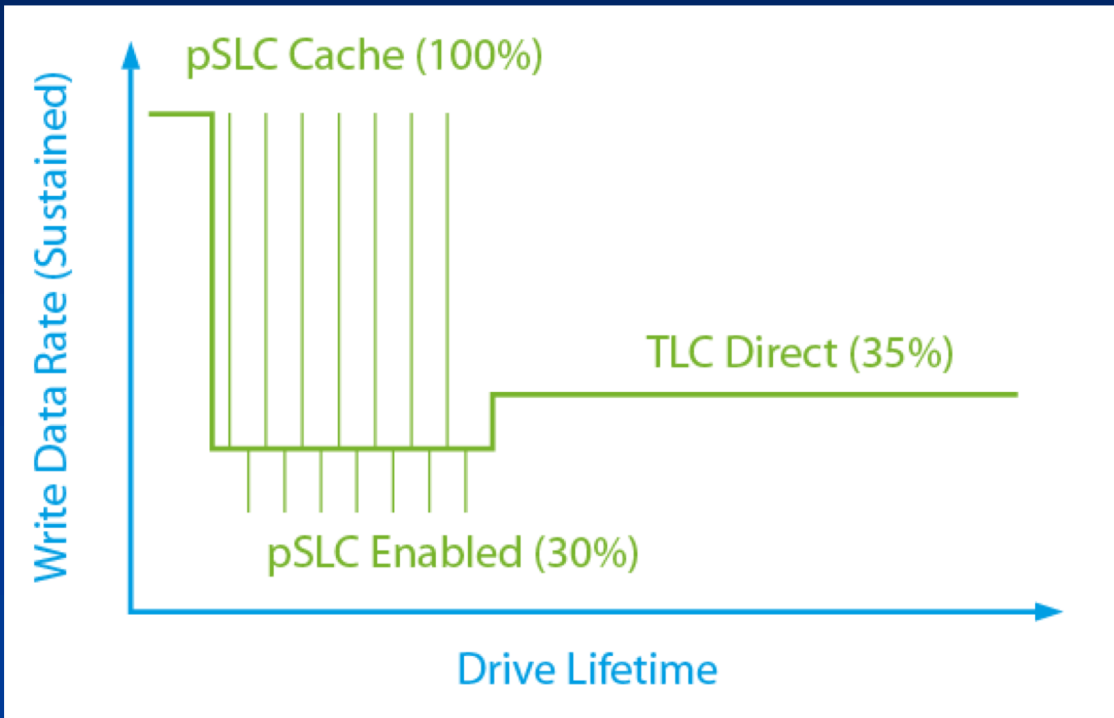 pSLC Cache (100%)
Write Data Rate (Sustained)
TLC Direct (35%)
pSLC Enabled (30%)
Drive Lifetime